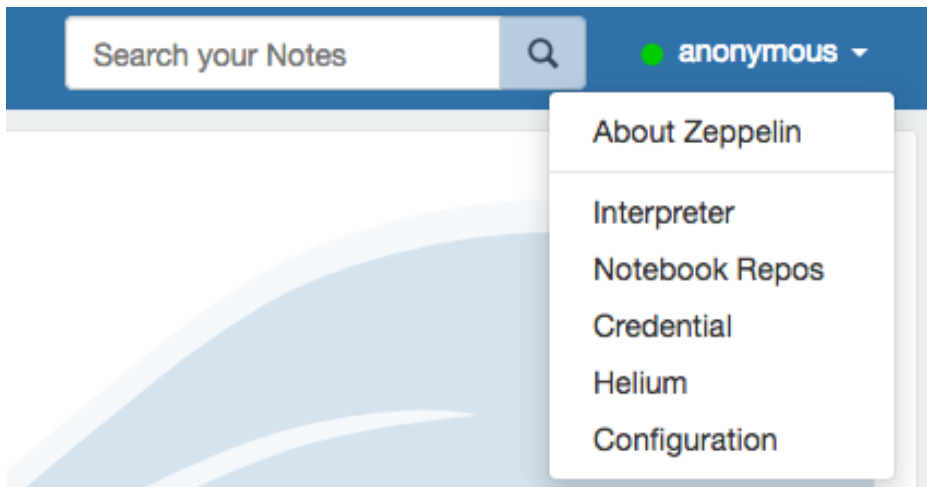 Search your Notes
anonymous
About Zeppelin
Interpreter
Notebook Repos
Credential
Helium
Configuration